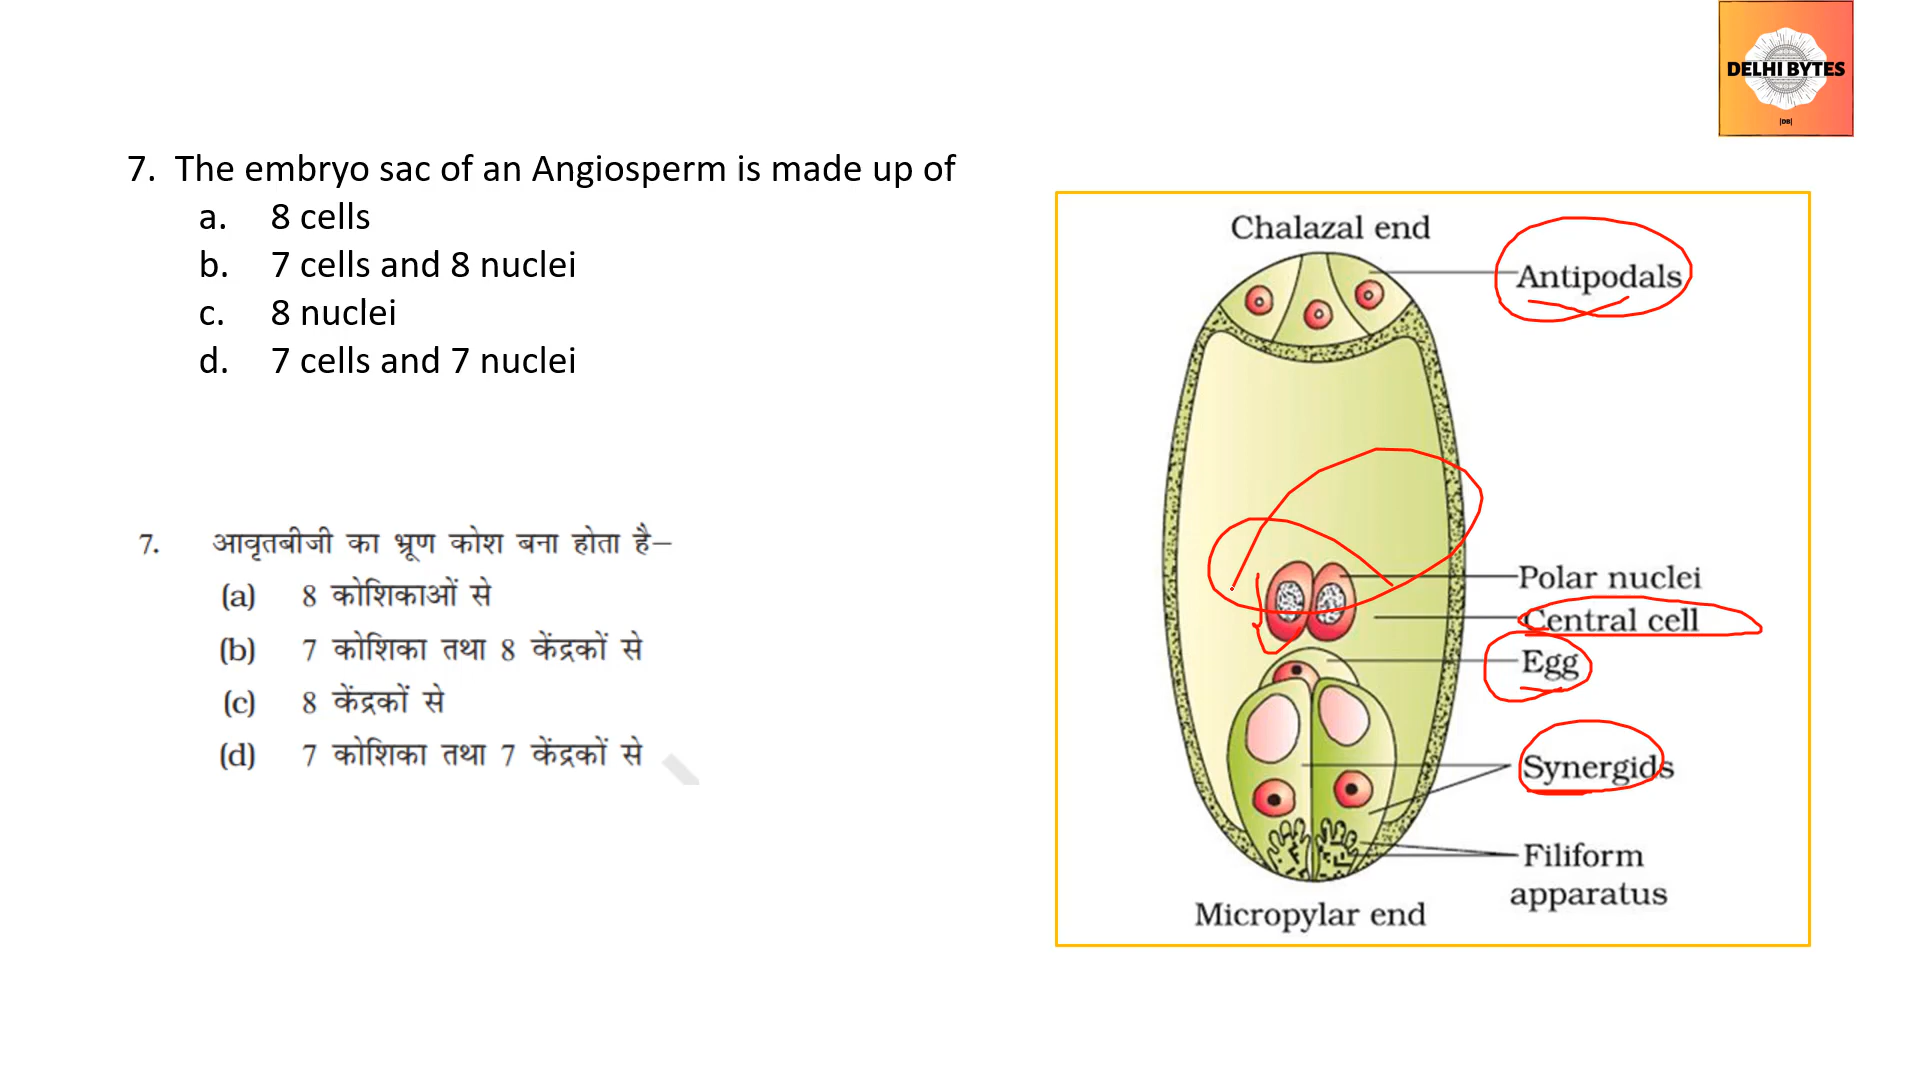 DELHI BYTES
|DB|
7. The embryo sac of an Angiosperm is made up of
a. 8 cells
b. 7 cells and 8 nuclei
c. 8 nuclei
d. 7 cells and 7 nuclei
7. आवृतबीजी का भ्रूण कोश बना होता है–
(a) 8 कोशिकाओं से
(b) 7 कोशिका तथा 8 केंद्रकों से
(c) 8 केंद्रकों से
(d) 7 कोशिका तथा 7 केंद्रकों से
Chalazal end
Antipodals
Polar nuclei
Central cell
Egg
Synergids
Filiform
apparatus
Micropylar end